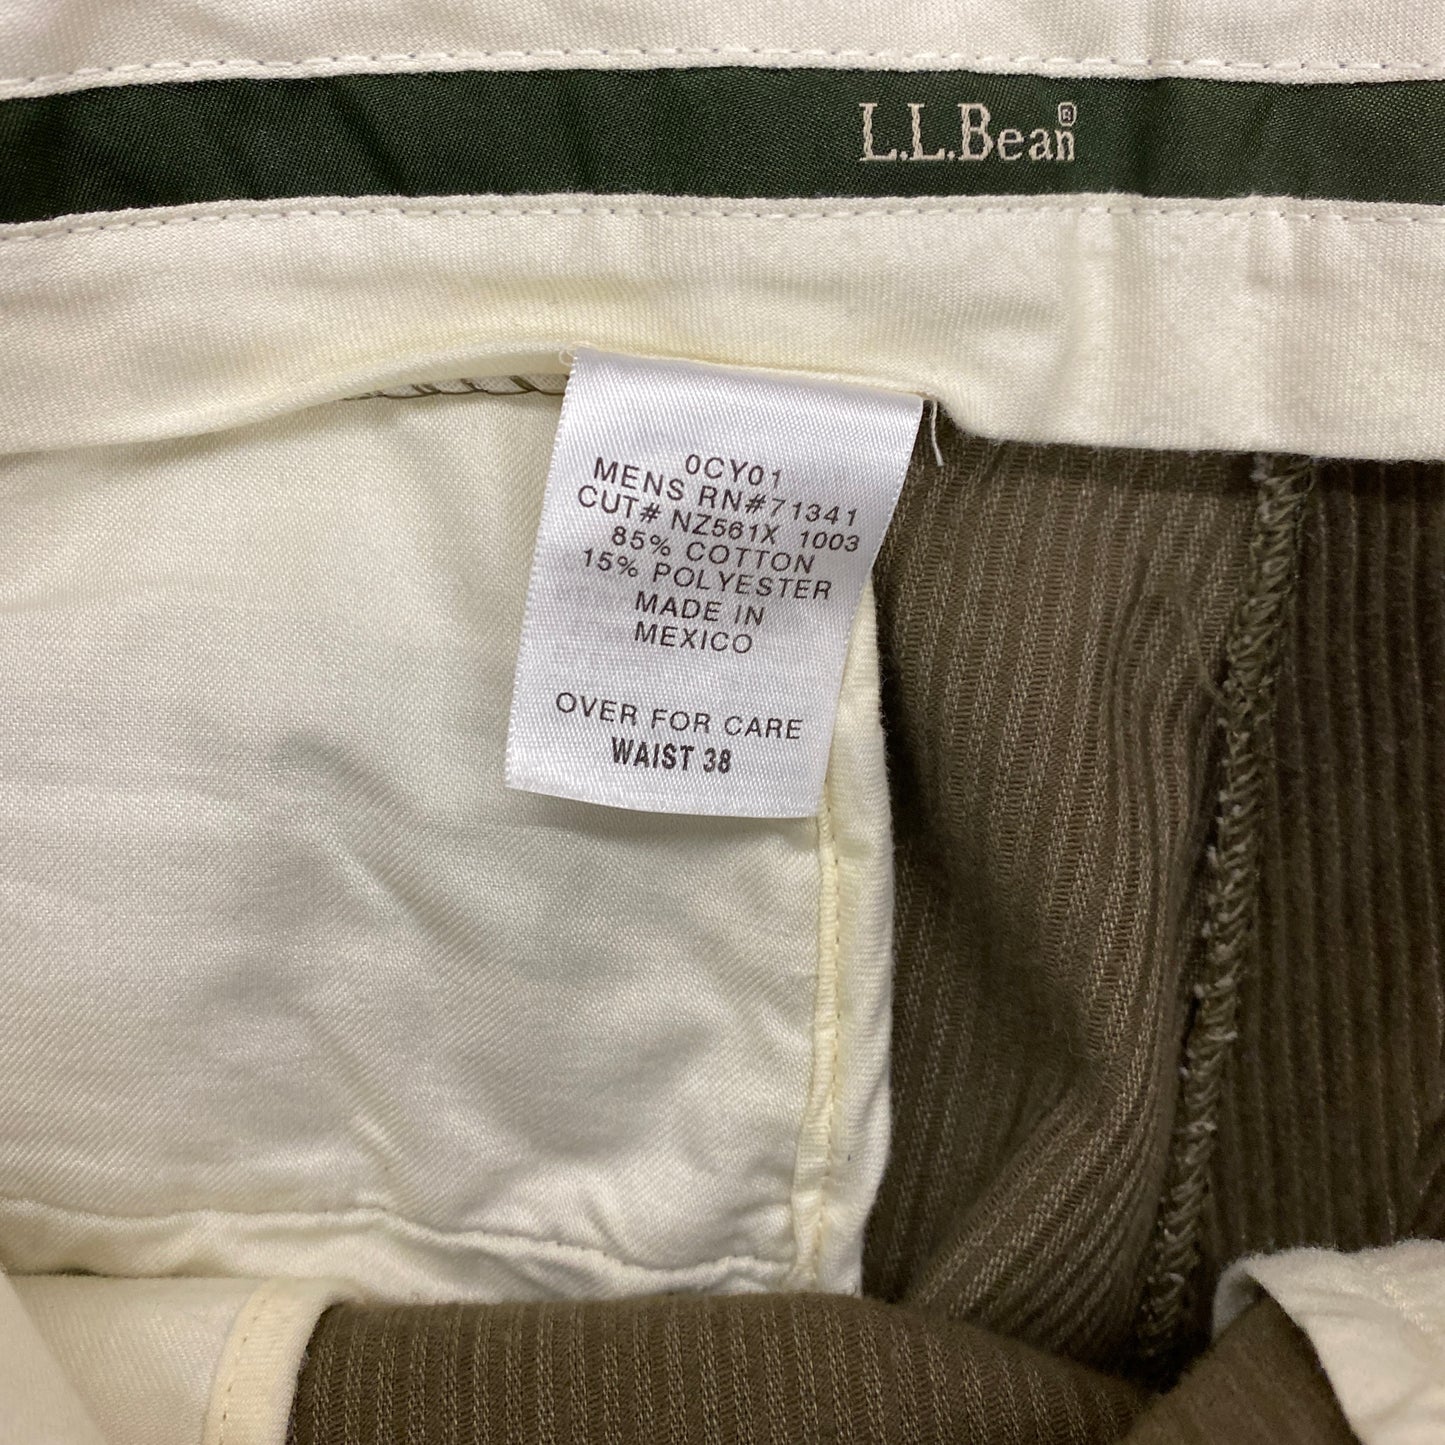 L.L.Bean®
0CY01
MENS RN#71341
CUT# NZ561X 1003
85% COTTON
15% POLYESTER
MADE IN
MEXICO
OVER FOR CARE
WAIST 38